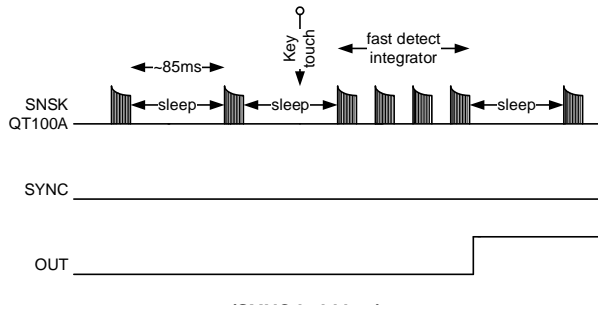 Key
touch
fast detect
integrator
~85ms
SNSK
QT100A
sleep
sleep
sleep
SYNC
OUT